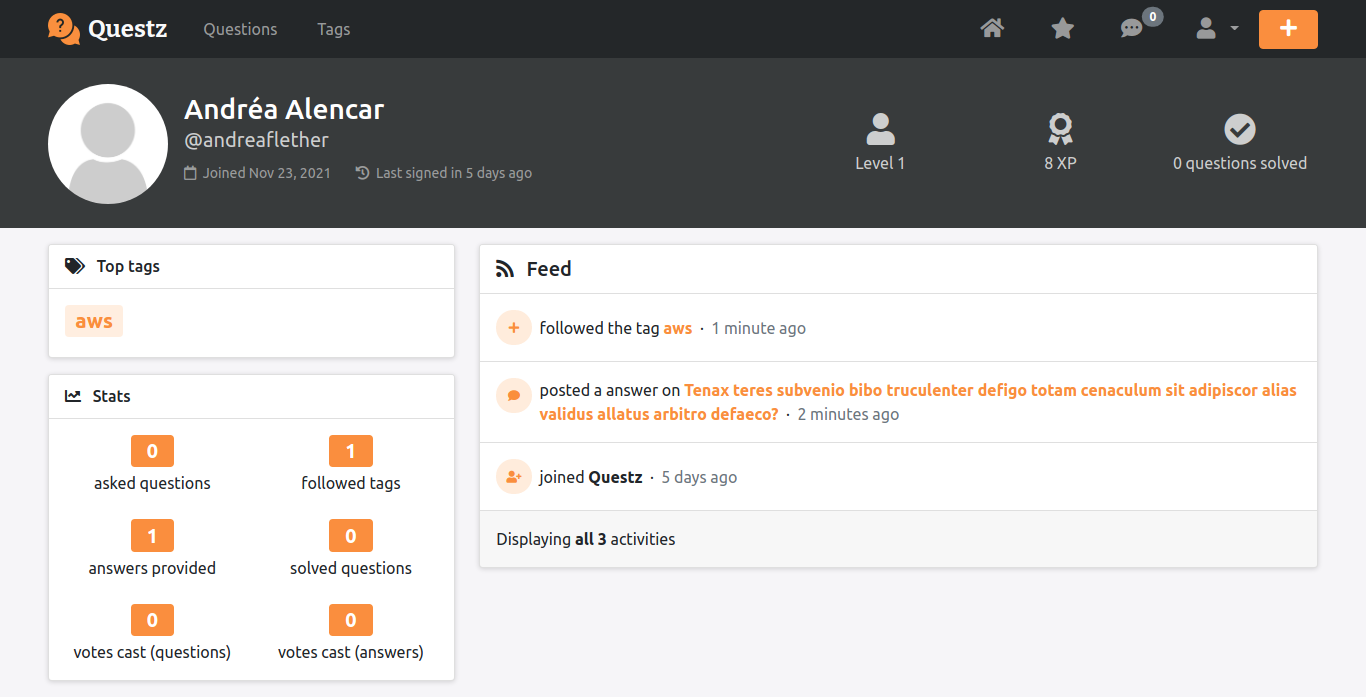 Questz
Questions
Tags
0
Andréa Alencar
@andreaflether
Joined Nov 23, 2021
Last signed in 5 days ago
Level 1
8 XP
0 questions solved
Top tags
aws
Stats
0
asked questions
1
followed tags
1
answers provided
0
solved questions
0
votes cast (questions)
0
votes cast (answers)
Feed
followed the tag aws · 1 minute ago
posted a answer on Tenax teres subvenio bibo truculenter defigo totam cenaculum sit adipiscor alias
validus allatus arbitro defaeco? · 2 minutes ago
joined Questz · 5 days ago
Displaying all 3 activities